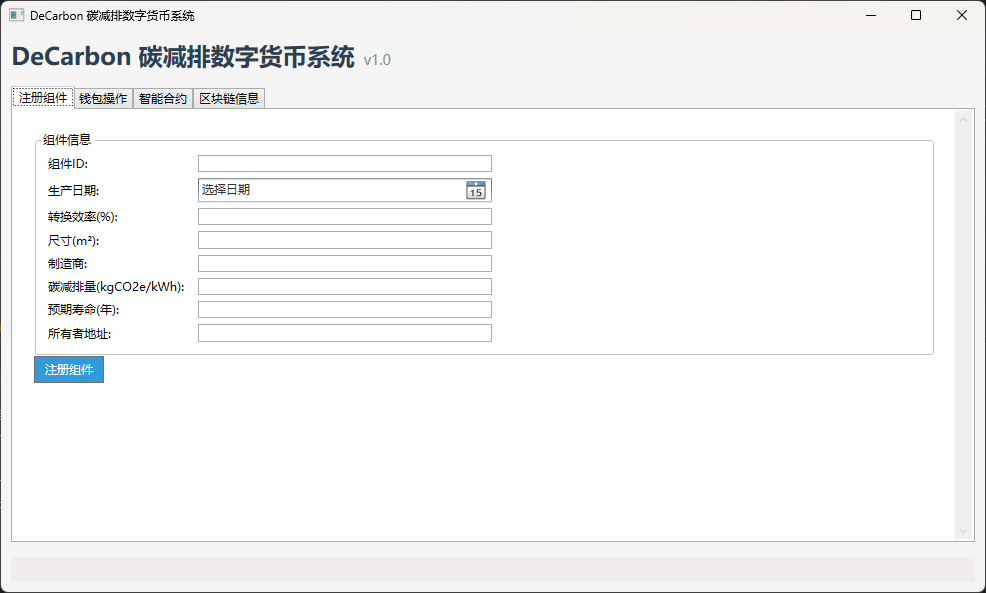 DeCarbon 碳减排数字货币系统
DeCarbon 碳减排数字货币系统 v1.0
注册组件 钱包操作 智能合约 区块链信息
组件信息
组件ID:
生产日期: 选择日期 15
转换效率(%):
尺寸(m²):
制造商:
碳减排量(kgCO2e/kWh):
预期寿命(年):
所有者地址:
注册组件